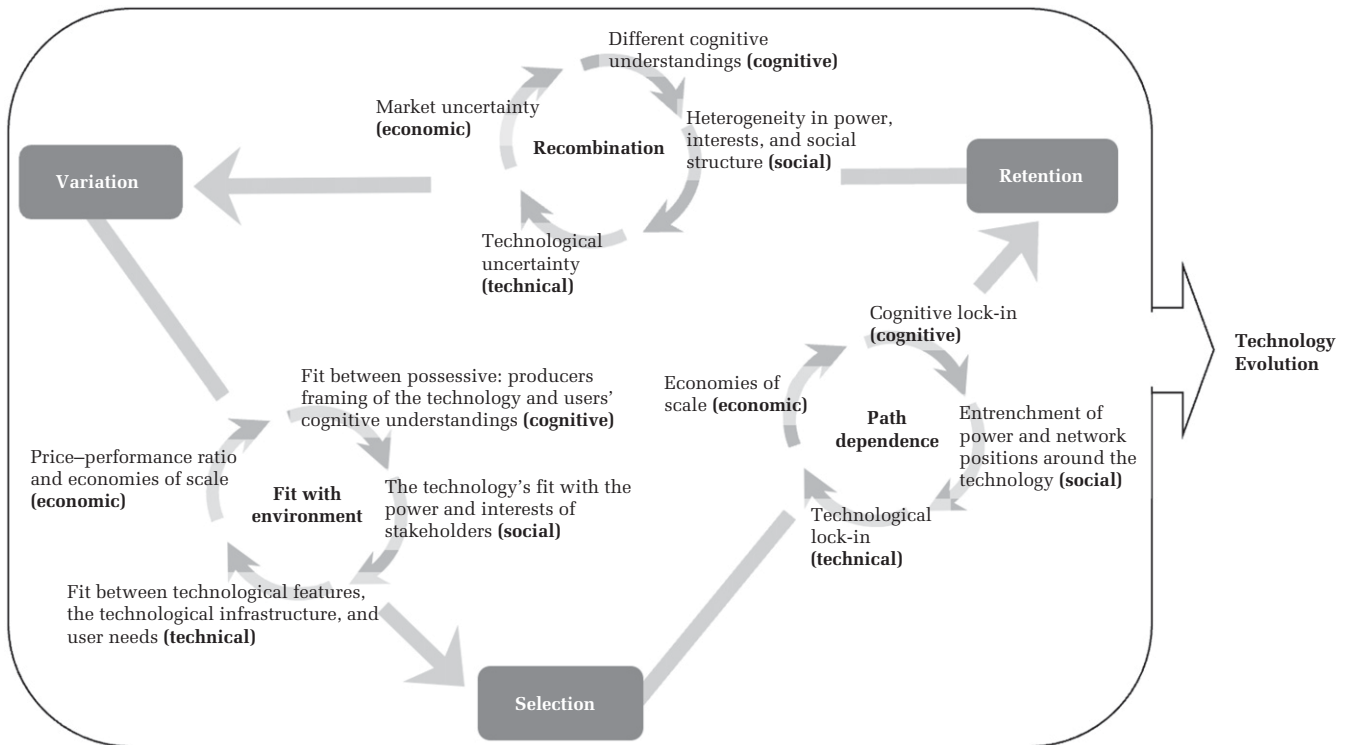 Different cognitive
understandings (cognitive)
Market uncertainty
(economic)
Heterogeneity in power,
interests, and social
structure (social)
Recombination
Technological
uncertainty
(technical)
Variation
Retention
Cognitive lock-in
(cognitive)
Economies of
scale (economic)
Path
dependence
Entrenchment of
power and network
positions around the
technology (social)
Technological
lock-in
(technical)
Technology
Evolution
Fit between possessive: producers
framing of the technology and users’
cognitive understandings (cognitive)
Price–performance ratio
and economies of scale
(economic)
Fit with
environment
The technology’s fit with the
power and interests of
stakeholders (social)
Fit between technological features,
the technological infrastructure, and
user needs (technical)
Selection